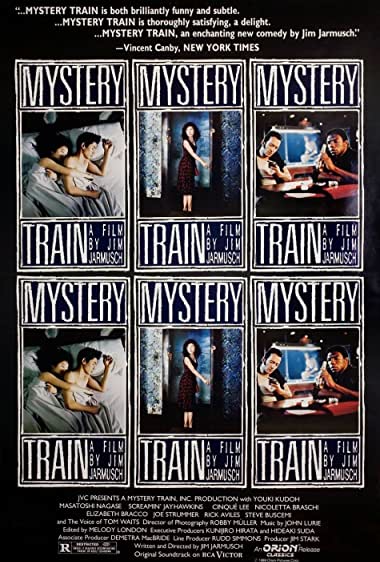 "...MYSTERY TRAIN is both brilliantly funny and subtle.
...MYSTERY TRAIN is thoroughly satisfying, a delight.
...MYSTERY TRAIN, an enchanting new comedy by Jim Jarmusch."
—Vincent Canby, NEW YORK TIMES
MYSTERY MYSTERY MYSTERY
TRAIN A FILM BY JIM JARMUSCH TRAIN A FILM BY JIM JARMUSCH TRAIN A FILM BY JIM JARMUSCH
MYSTERY MYSTERY MYSTERY
TRAIN A FILM BY JIM JARMUSCH TRAIN A FILM BY JIM JARMUSCH TRAIN A FILM BY JIM JARMUSCH
JVC PRESENTS A MYSTERY TRAIN, INC. PRODUCTION with YOUKI KUDOH
MASATOSHI NAGASE SCREAMIN' JAY HAWKINS CINQUÉ LEE NICOLETTA BRASCHI
ELIZABETH BRACCO JOE STRUMMER RICK AVILES STEVE BUSCEMI
and The Voice of TOM WAITS Director of Photography ROBBY MÜLLER Music by JOHN LURIE
Edited by MELODY LONDON Executive Producers KUNIJIRO HIRATA and HIDEAKI SUDA
Associate Producer DEMETRA MacBRIDE Line Producer RUDD SIMMONS Producer JIM STARK
Written and Directed by JIM JARMUSCH
Original Soundtrack on RCA VICTOR
R RESTRICTED
An ORION Classics
Release